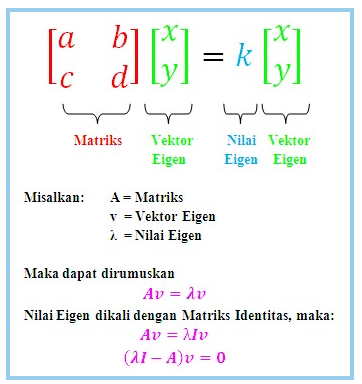 [a b
c d] [x
y] = k [x
y]
Matriks Vektor Eigen Nilai Eigen Vektor Eigen
Misalkan: A = Matriks
v = Vektor Eigen
λ = Nilai Eigen
Maka dapat dirumuskan
Av = λv
Nilai Eigen dikali dengan Matriks Identitas, maka:
Av = λIv
(λI − A)v = 0